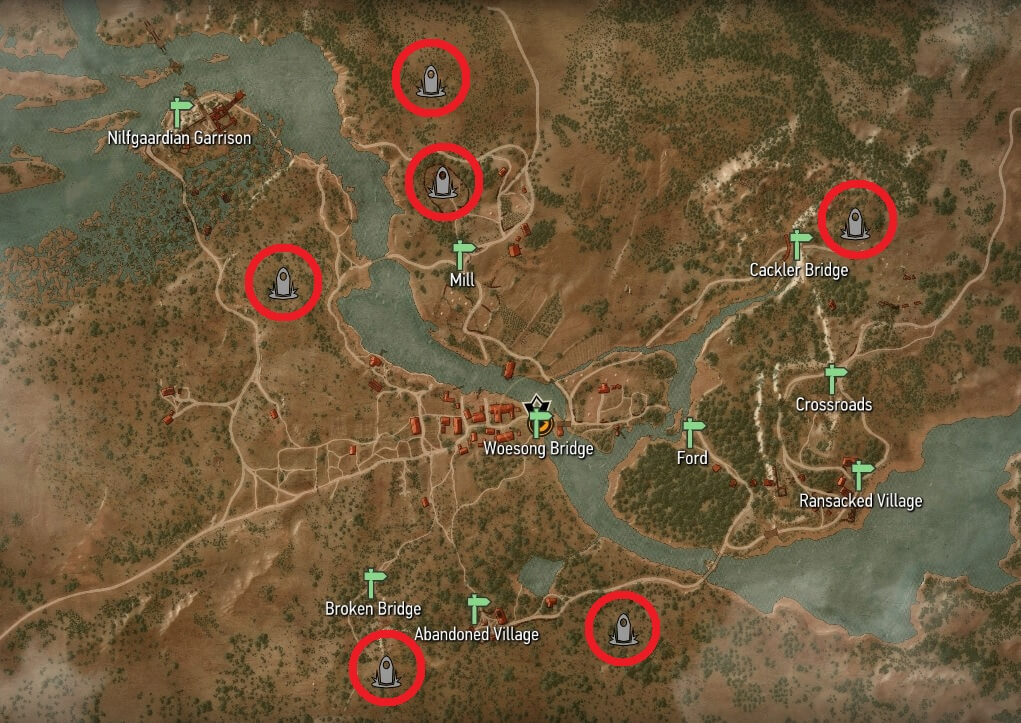 Nilfgaardian Garrison
Mill
Cackler Bridge
Crossroads
Woesong Bridge
Ford
Ransacked Village
Broken Bridge
Abandoned Village